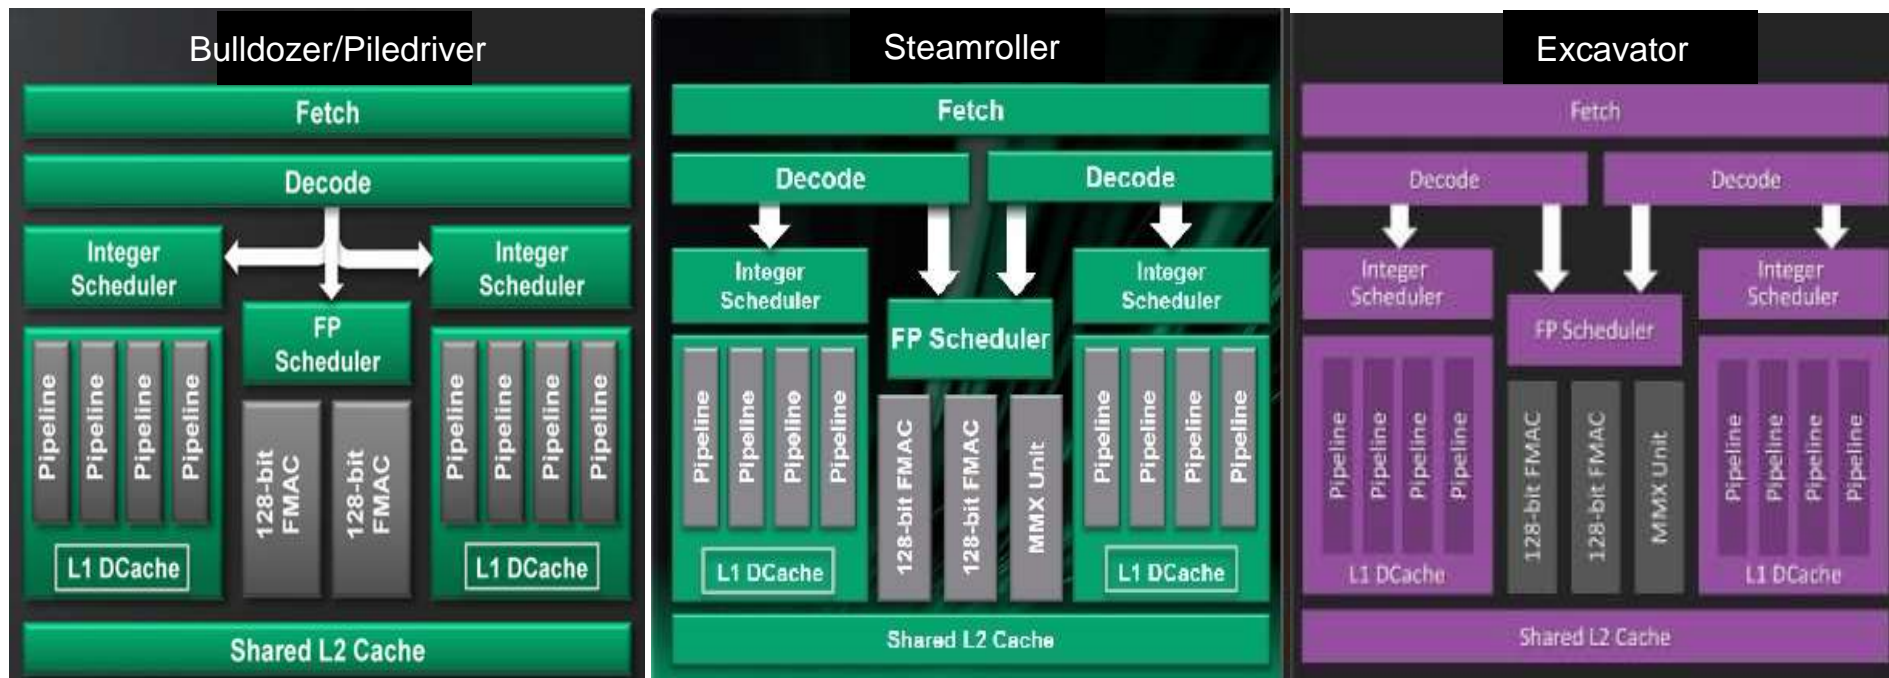 Bulldozer/Piledriver
Fetch
Decode
Integer
Scheduler
Integer
Scheduler
FP
Scheduler
Pipeline
Pipeline
Pipeline
Pipeline
128-bit
FMAC
128-bit
FMAC
Pipeline
Pipeline
Pipeline
Pipeline
L1 DCache
L1 DCache
Shared L2 Cache
Steamroller
Fetch
Decode
Decode
Integer
Scheduler
Integer
Scheduler
FP Scheduler
Pipeline
Pipeline
Pipeline
Pipeline
128-bit FMAC
128-bit FMAC
MMX Unit
Pipeline
Pipeline
Pipeline
Pipeline
L1 DCache
L1 DCache
Shared L2 Cache
Excavator
Fetch
Decode
Decode
Integer
Scheduler
Integer
Scheduler
FP Scheduler
Pipeline
Pipeline
Pipeline
Pipeline
128-bit FMAC
128-bit FMAC
MMX Unit
Pipeline
Pipeline
Pipeline
Pipeline
L1 DCache
L1 DCache
Shared L2 Cache